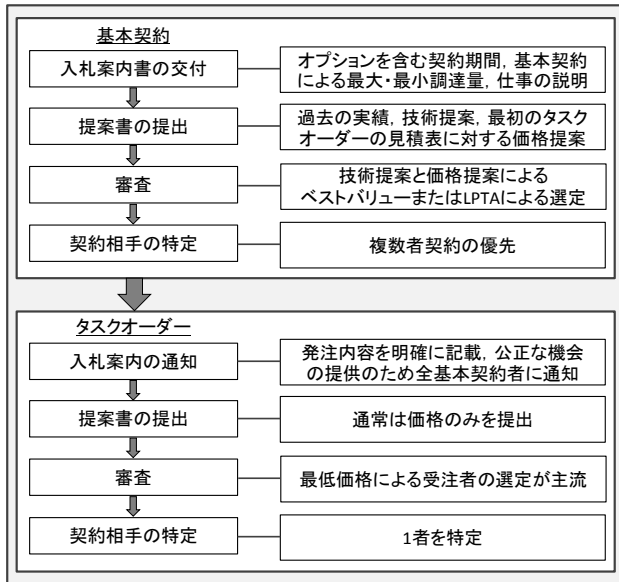 基本契約
入札案内書の交付
オプションを含む契約期間，基本契約
による最大・最小調達量，仕事の説明
提案書の提出
過去の実績，技術提案，最初のタスク
オーダーの見積表に対する価格提案
審査
技術提案と価格提案による
ベストバリューまたはLPTAによる選定
契約相手の特定
複数者契約の優先
タスクオーダー
入札案内の通知
発注内容を明確に記載，公正な機会
の提供のため全基本契約者に通知
提案書の提出
通常は価格のみを提出
審査
最低価格による受注者の選定が主流
契約相手の特定
1者を特定